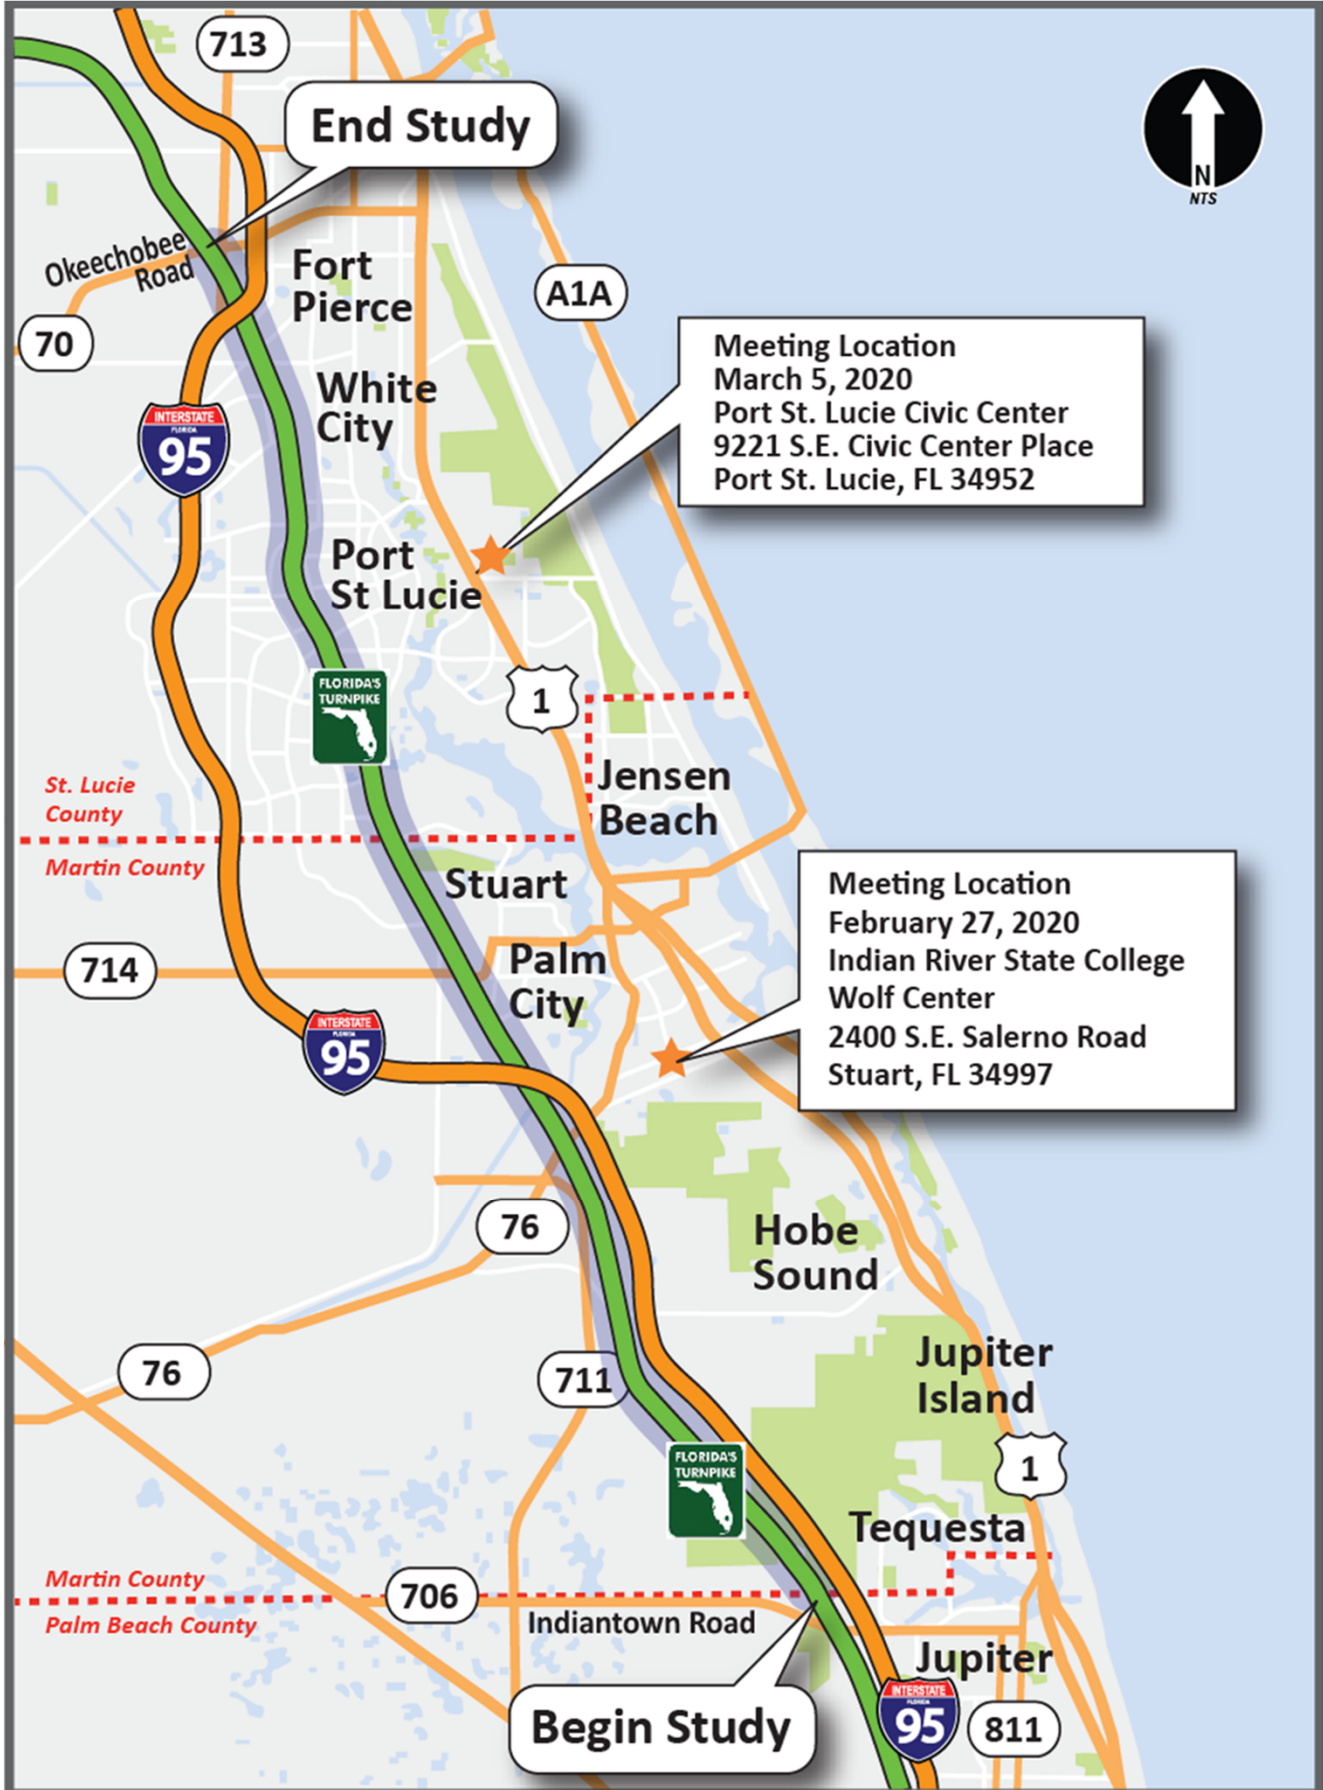 713
End Study
N
NTS
Okeechobee
Road
Fort
Pierce
A1A
70
Meeting Location
March 5, 2020
Port St. Lucie Civic Center
9221 S.E. Civic Center Place
Port St. Lucie, FL 34952
White
City
INTERSTATE
FLORIDA
95
Port
St Lucie
FLORIDA'S
TURNPIKE
1
Jensen
Beach
St. Lucie
County
Martin County
Stuart
Meeting Location
February 27, 2020
Indian River State College
Wolf Center
2400 S.E. Salerno Road
Stuart, FL 34997
714
Palm
City
INTERSTATE
FLORIDA
95
76
Hobe
Sound
76
711
Jupiter
Island
FLORIDA'S
TURNPIKE
1
Tequesta
Martin County
706
Palm Beach County
Indiantown Road
Jupiter
Begin Study
INTERSTATE
FLORIDA
95
811